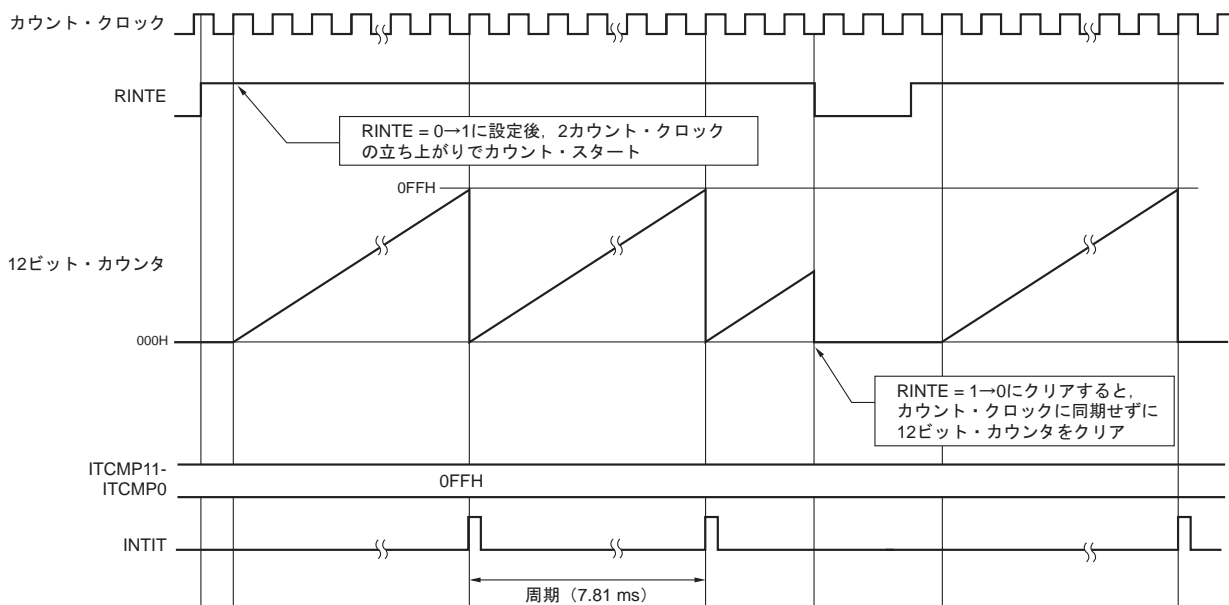 カウント・クロック
RINTE
RINTE = 0→1に設定後，2カウント・クロック
の立ち上がりでカウント・スタート
0FFH
12ビット・カウンタ
000H
RINTE = 1→0にクリアすると，
カウント・クロックに同期せずに
12ビット・カウンタをクリア
ITCMP11-
ITCMP0
0FFH
INTIT
周期（7.81 ms）